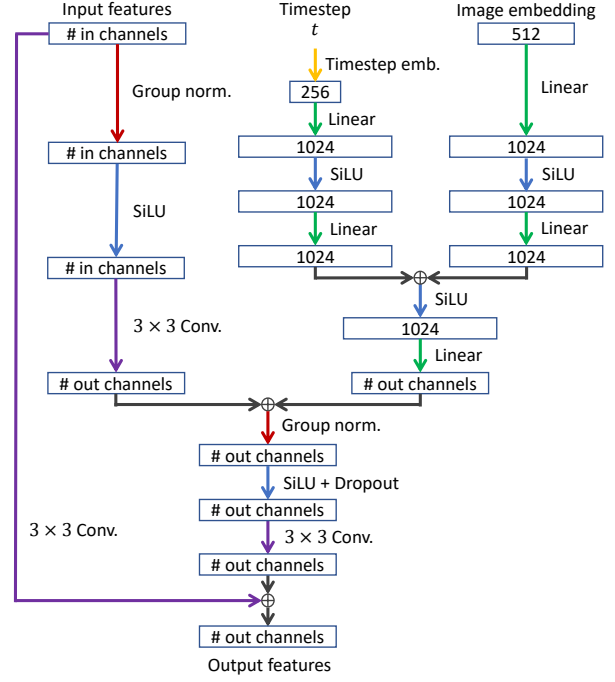 Input features
Timestep
Image embedding
# in channels
t
512
Timestep emb.
Group norm.
256
Linear
Linear
# in channels
1024
1024
SiLU
SiLU
SiLU
1024
1024
Linear
Linear
# in channels
1024
1024
SiLU
3 × 3 Conv.
1024
Linear
# out channels
# out channels
Group norm.
# out channels
SiLU + Dropout
# out channels
3 × 3 Conv.
3 × 3 Conv.
# out channels
# out channels
Output features